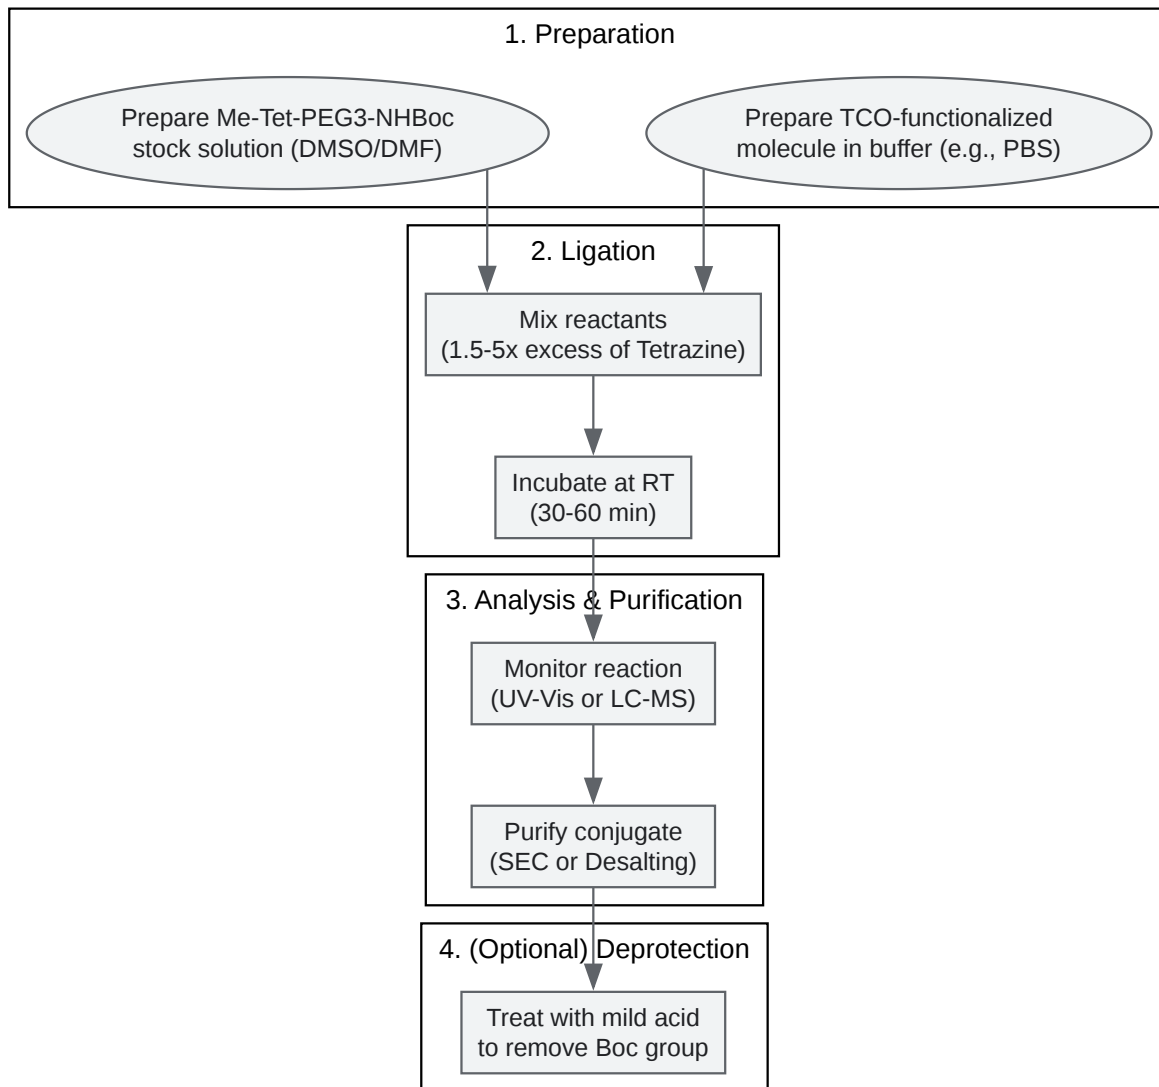 1. Preparation
Prepare Me-Tet-PEG3-NHBoc
stock solution (DMSO/DMF)
Prepare TCO-functionalized
molecule in buffer (e.g., PBS)
2. Ligation
Mix reactants
(1.5-5x excess of Tetrazine)
Incubate at RT
(30-60 min)
3. Analysis & Purification
Monitor reaction
(UV-Vis or LC-MS)
Purify conjugate
(SEC or Desalting)
4. (Optional) Deprotection
Treat with mild acid
to remove Boc group